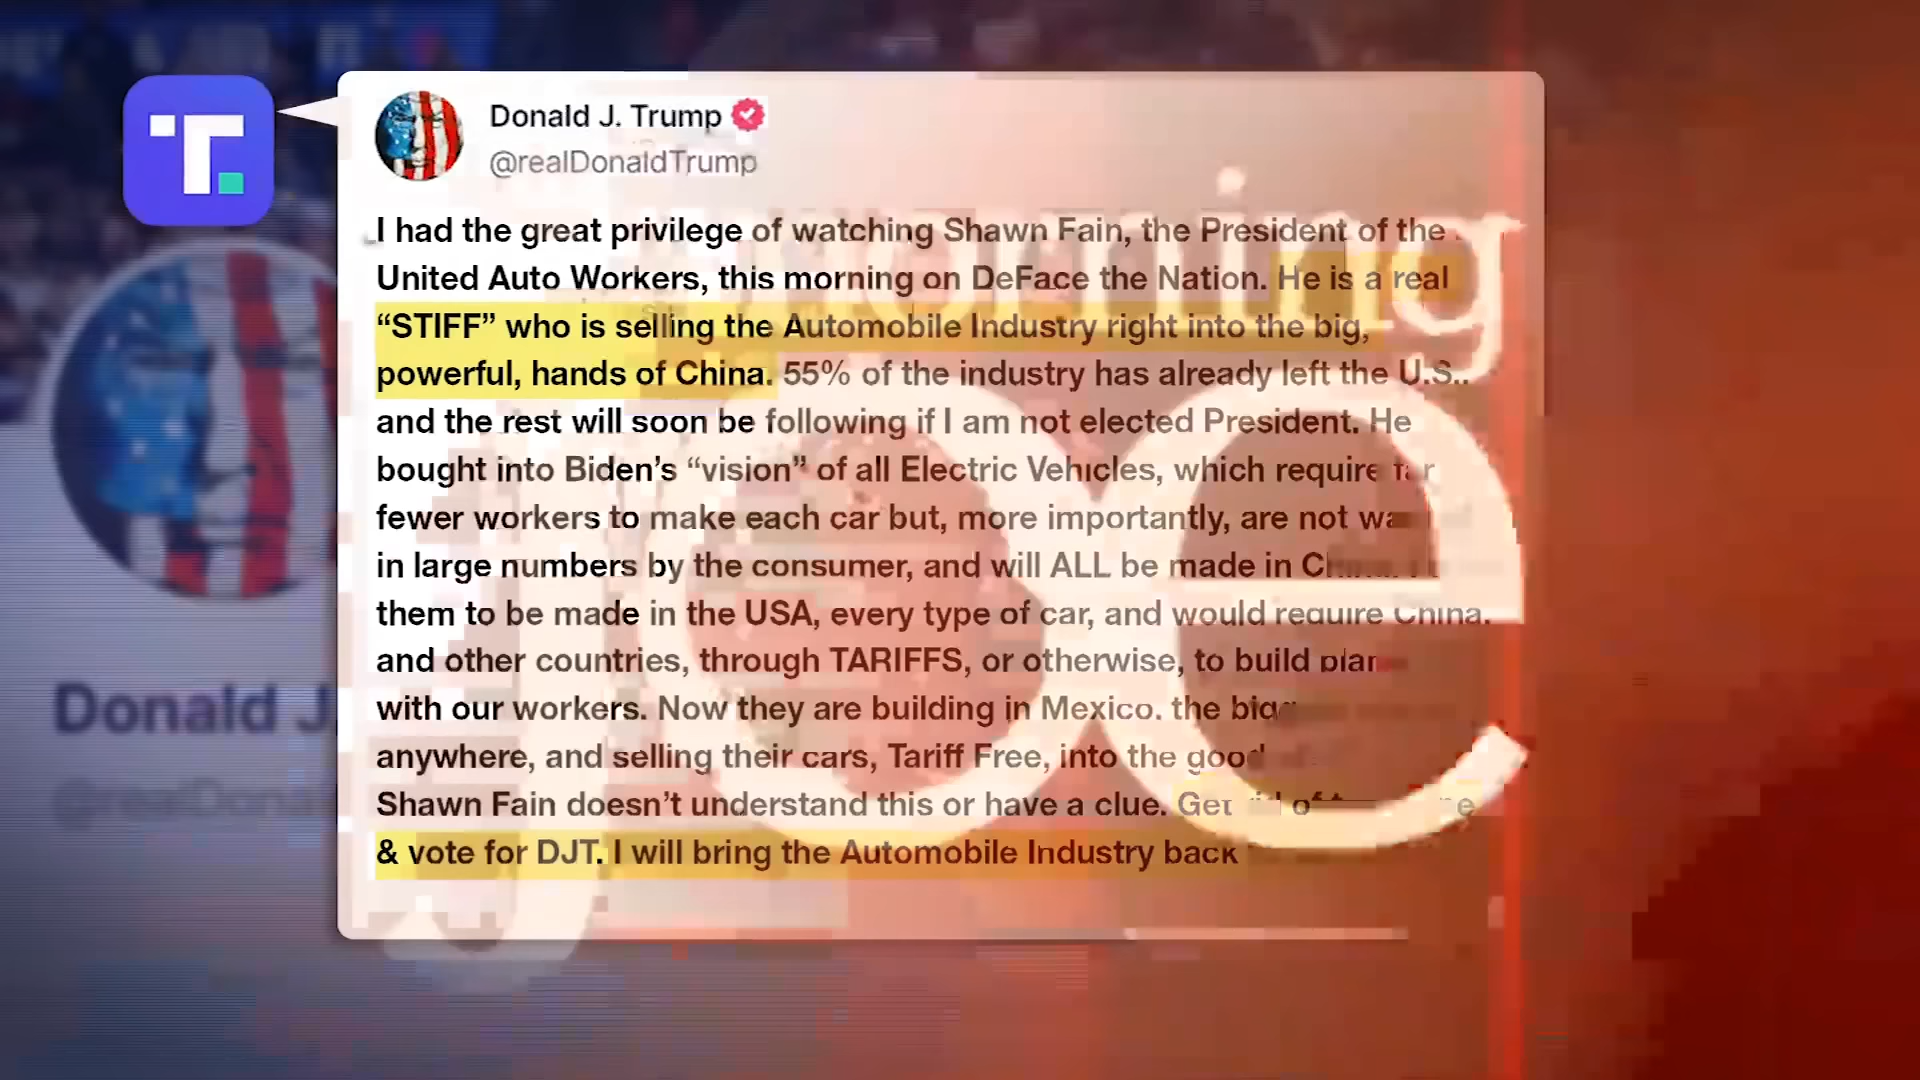 Donald J. Trump
@realDonaldTrump
I had the great privilege of watching Shawn Fain, the President of the
United Auto Workers, this morning on DeFace the Nation. He is a real
“STIFF” who is selling the Automobile Industry right into the big,
powerful, hands of China. 55% of the industry has already left the U.S..
and the rest will soon be following if I am not elected President. He
bought into Biden’s “vision” of all Electric Vehicles, which require far
fewer workers to make each car but, more importantly, are not
in large numbers by the consumer, and will ALL be made in
them to be made in the USA, every type of car, and would require China.
and other countries, through TARIFFS, or otherwise, to build
with our workers. Now they are building in Mexico. the
anywhere, and selling their cars, Tariff Free, into the good
Shawn Fain doesn’t understand this or have a clue. Get of
& vote for DJT. I will bring the Automobile Industry back
morning
joe
Donald J.
@realDona